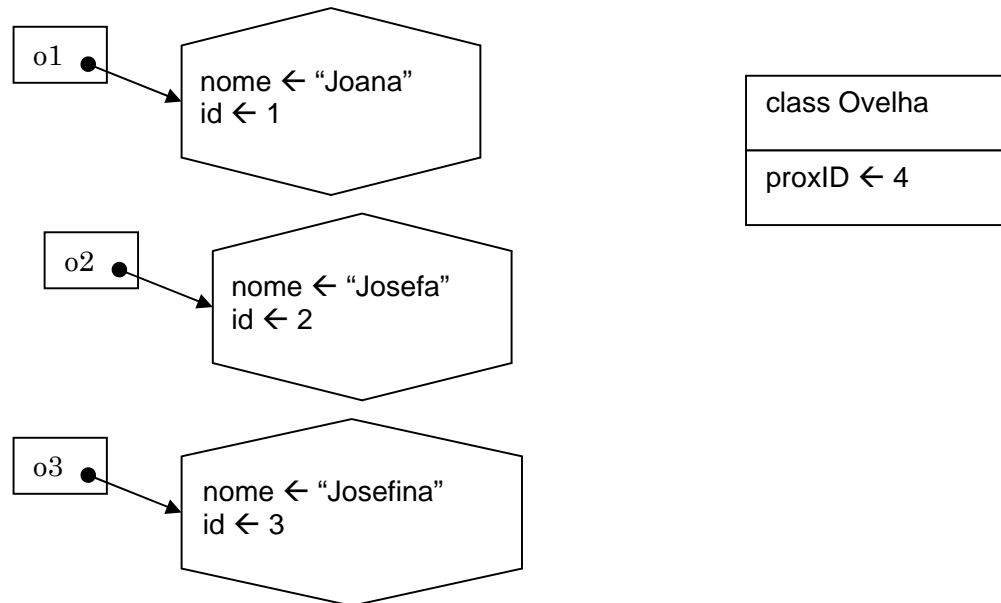 o1
nome ← “Joana”
id ← 1
class Ovelha
proxID ← 4
o2
nome ← “Josefa”
id ← 2
o3
nome ← “Josefina”
id ← 3